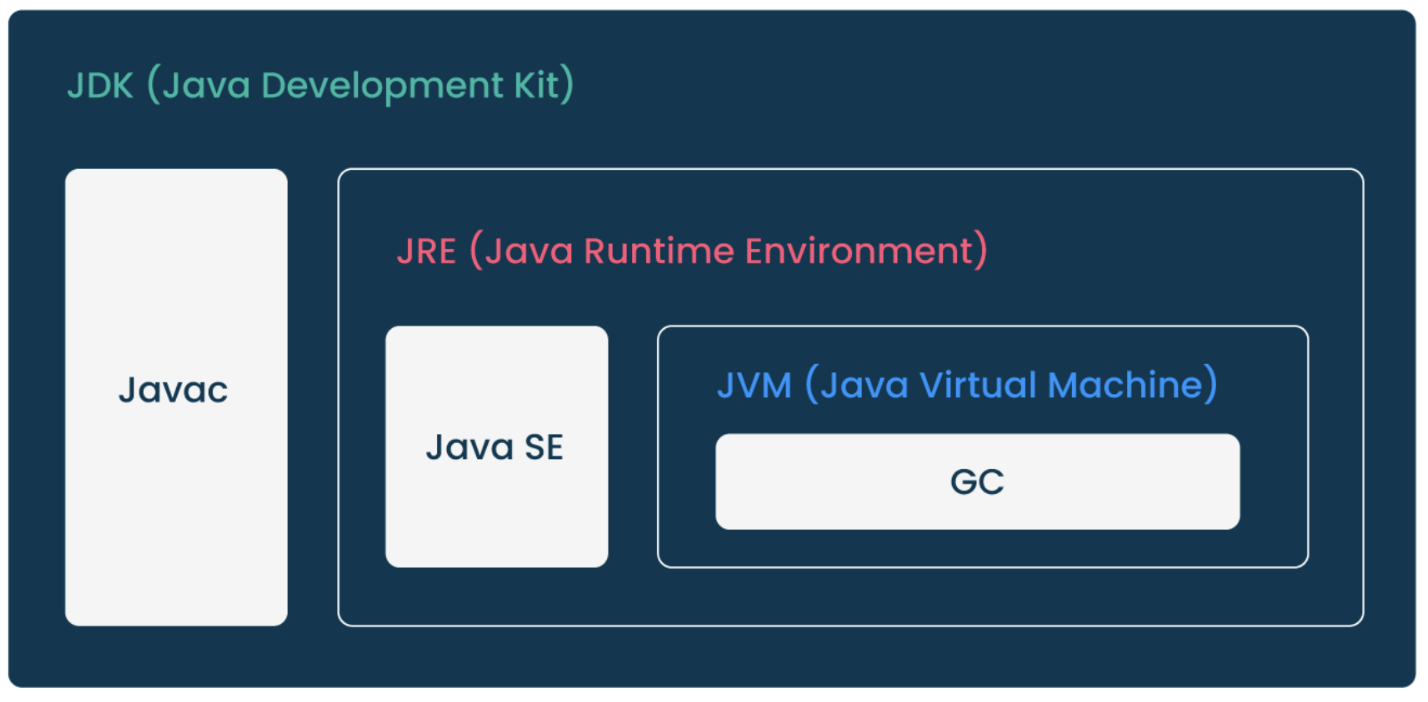 JDK (Java Development Kit)
Javac
JRE (Java Runtime Environment)
Java SE
JVM (Java Virtual Machine)
GC